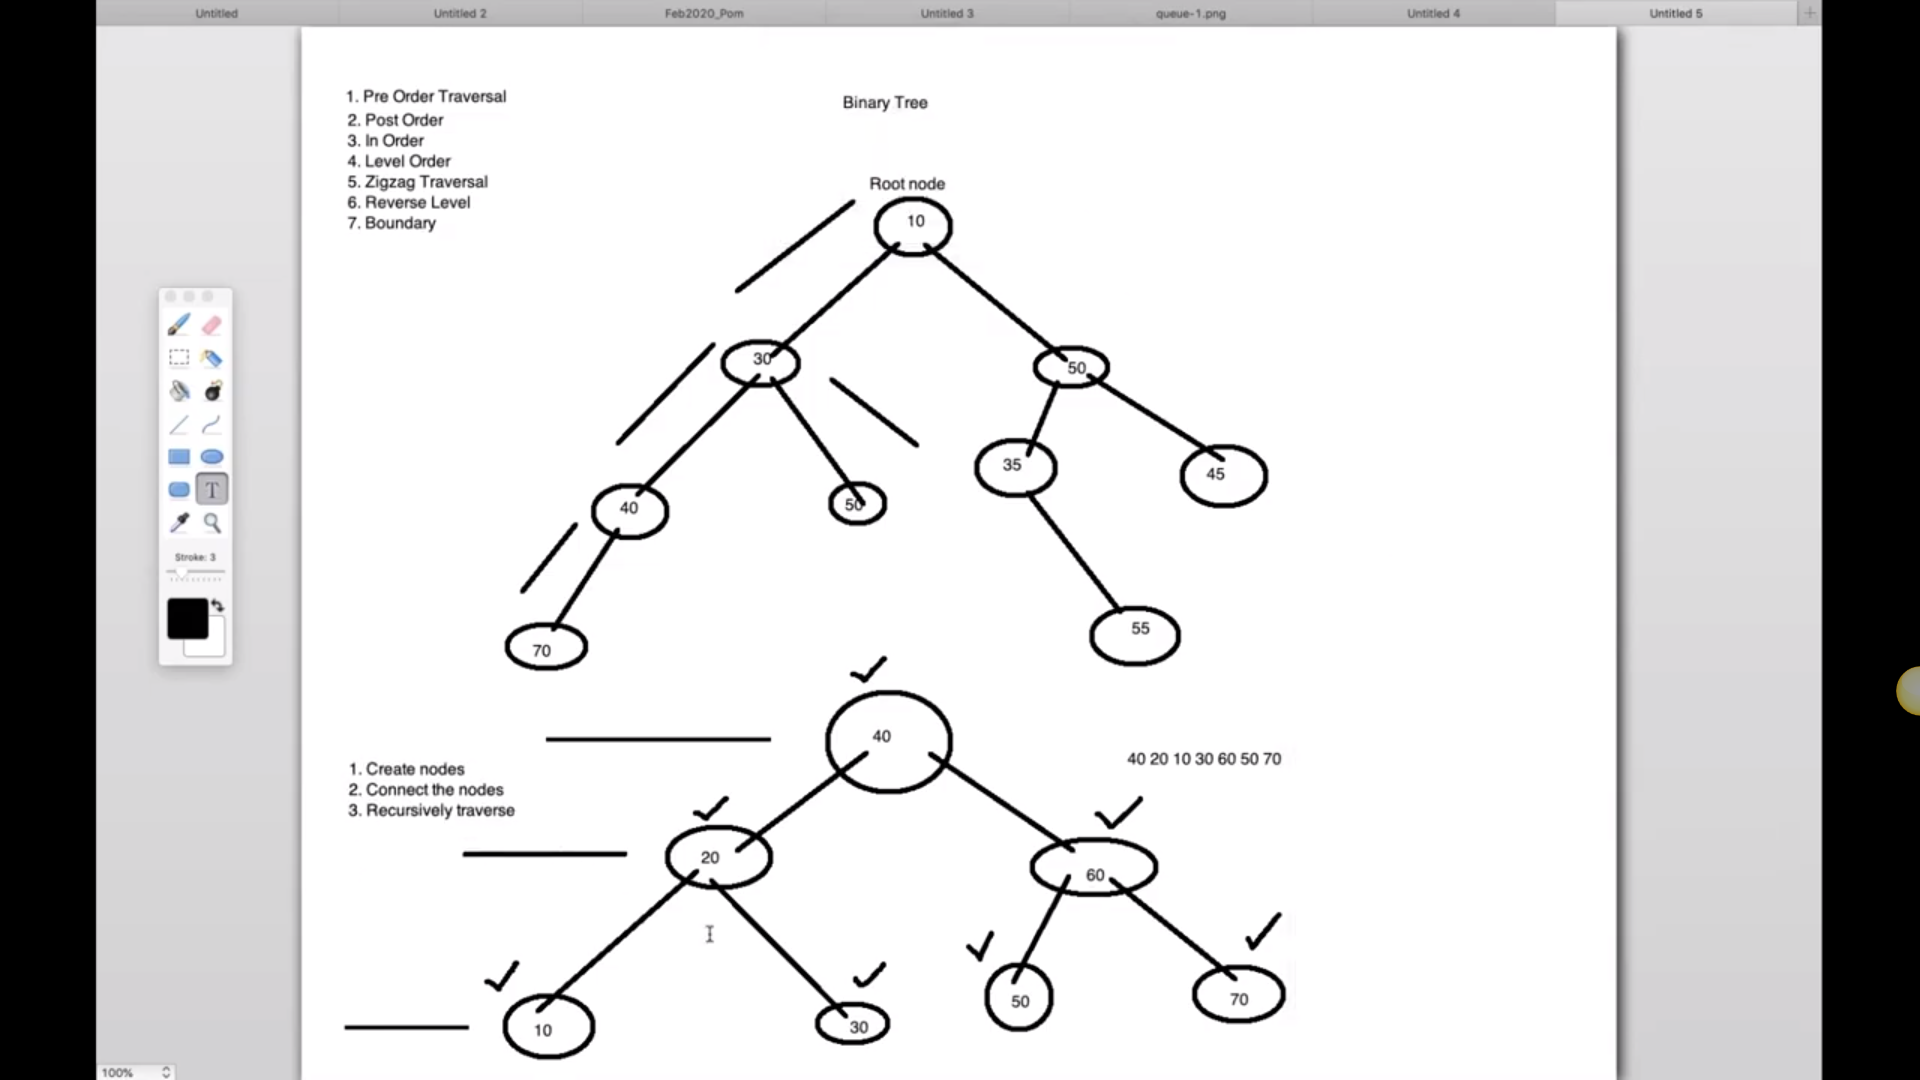 Untitled
Untitled 2
Feb2020_Pom
Untitled 3
queue-1.png
Untitled 4
Untitled 5
1. Pre Order Traversal
2. Post Order
3. In Order
4. Level Order
5. Zigzag Traversal
6. Reverse Level
7. Boundary
Binary Tree
Root node
10
30
50
40
50
35
45
70
55
T
Stroke: 3
40
40 20 10 30 60 50 70
1. Create nodes
2. Connect the nodes
3. Recursively traverse
20
60
10
30
50
70
100%